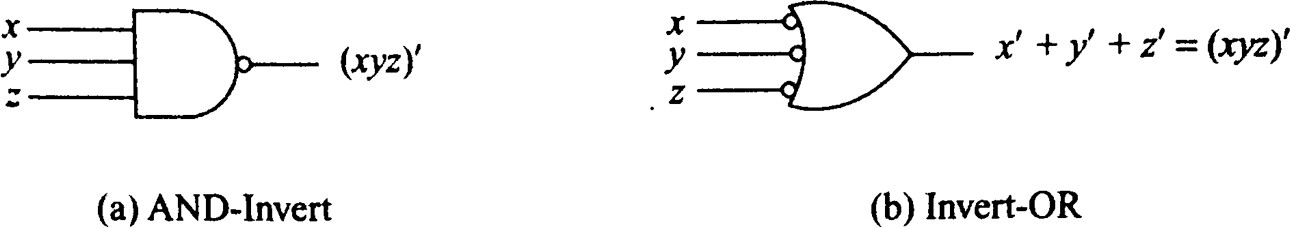 x
y
z
(xyz)'
(a) AND-Invert
x
y
z
x' + y' + z' = (xyz)'
(b) Invert-OR